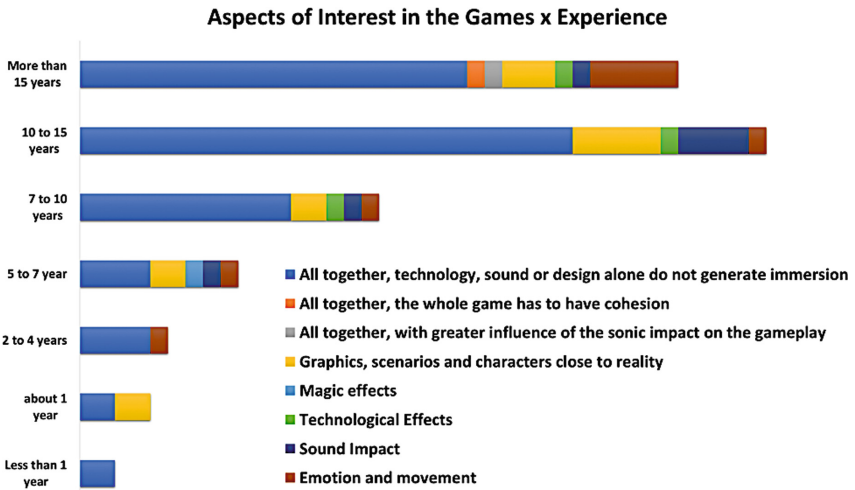 Aspects of Interest in the Games x Experience
More than
15 years
10 to 15
years
7 to 10
years
5 to 7 year
2 to 4 years
about 1
year
Less than 1
year
All together, technology, sound or design alone do not generate immersion
All together, the whole game has to have cohesion
All together, with greater influence of the sonic impact on the gameplay
Graphics, scenarios and characters close to reality
Magic effects
Technological Effects
Sound Impact
Emotion and movement